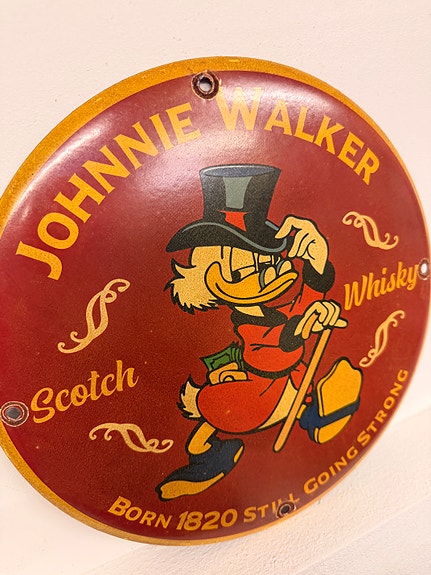 JOHNNIE WALKER
Scotch
Whisky
BORN 1820 STILL GOING STRONG